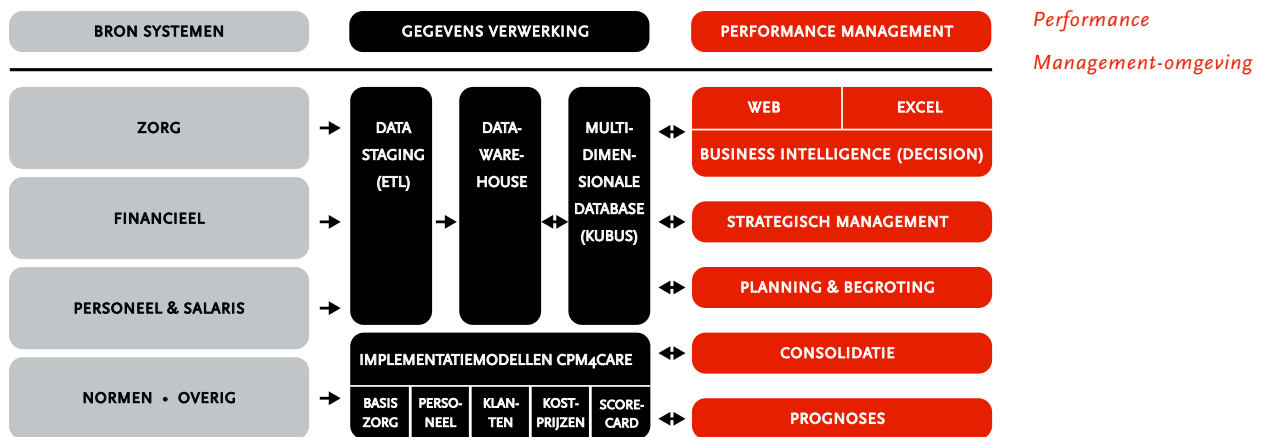 BRON SYSTEMEN
GEGEVENS VERWERKING
PERFORMANCE MANAGEMENT
Performance
Management-omgeving
ZORG
FINANCIEEL
PERSONEEL & SALARIS
NORMEN • OVERIG
DATA
STAGING
(ETL)
DATA-
WARE-
HOUSE
MULTI-
DIMEN-
SIONALE
DATABASE
(KUBUS)
IMPLEMENTATIEMODELLEN CPM4CARE
BASIS
ZORG
PERSO-
NEEL
KLAN-
TEN
KOST-
PRIJZEN
SCORE-
CARD
WEB
EXCEL
BUSINESS INTELLIGENCE (DECISION)
STRATEGISCH MANAGEMENT
PLANNING & BEGROTING
CONSOLIDATIE
PROGNOSES